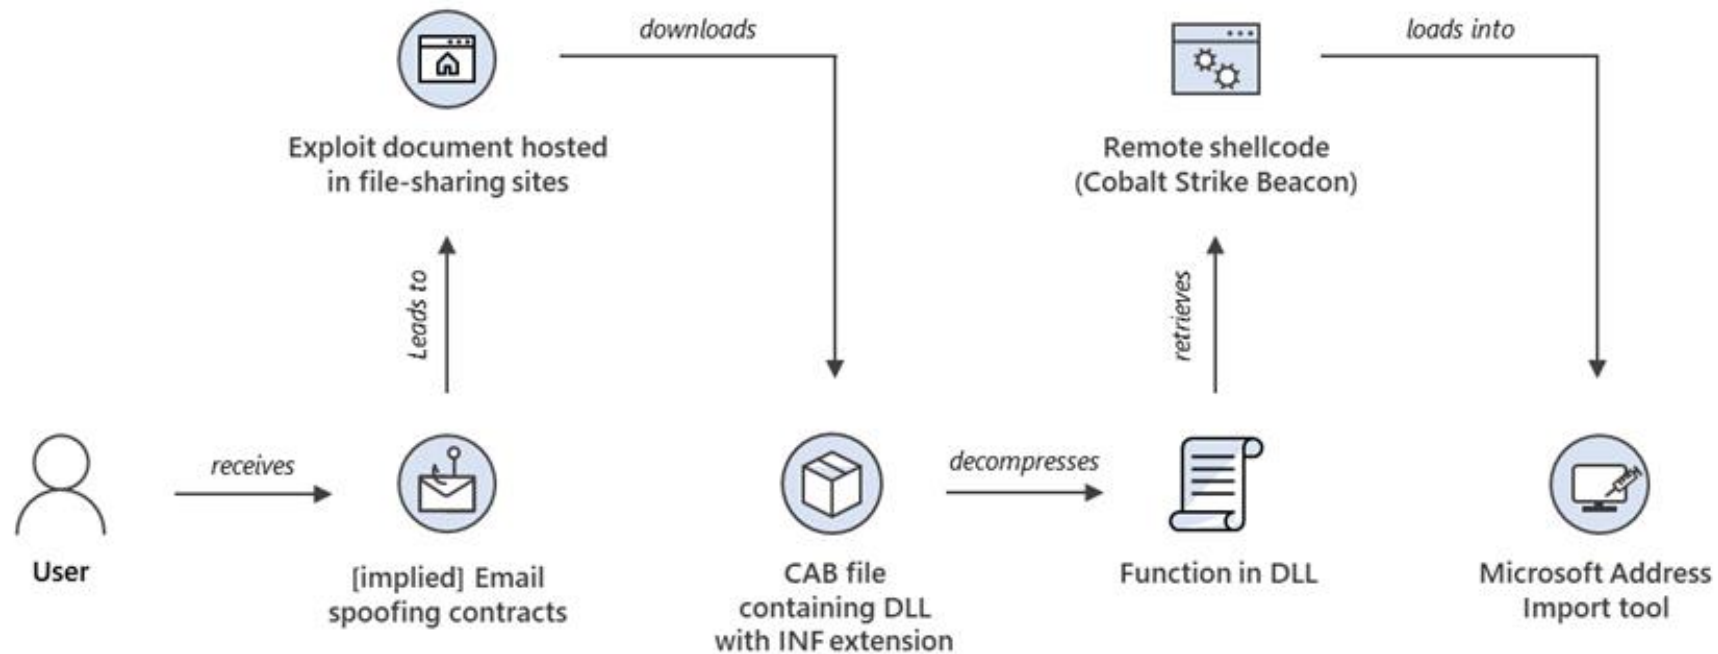 downloads
loads into
Exploit document hosted
in file-sharing sites
Remote shellcode
(Cobalt Strike Beacon)
Leads to
retrieves
receives
decompresses
User
[implied] Email
spoofing contracts
CAB file
containing DLL
with INF extension
Function in DLL
Microsoft Address
Import tool